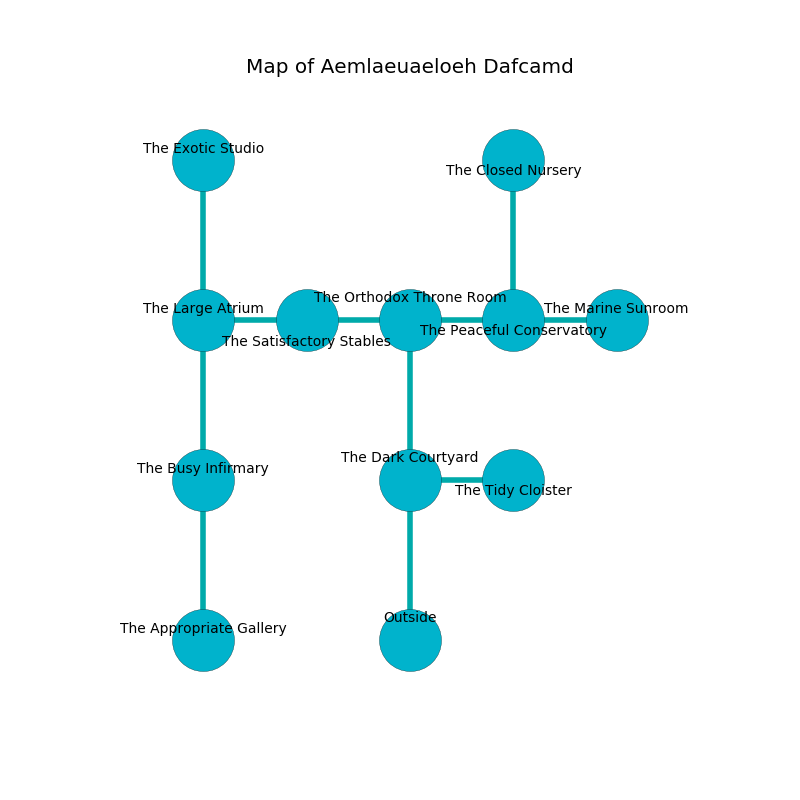 Map of Aemlaeuaeloeh Dafcamd
The Exotic Studio
The Closed Nursery
The Orthodox Throne Room
The Large Atrium
The Marine Sunroom
The Peaceful Conservatory
The Satisfactory Stables
The Dark Courtyard
The Busy Infirmary
The Tidy Cloister
Outside
The Appropriate Gallery